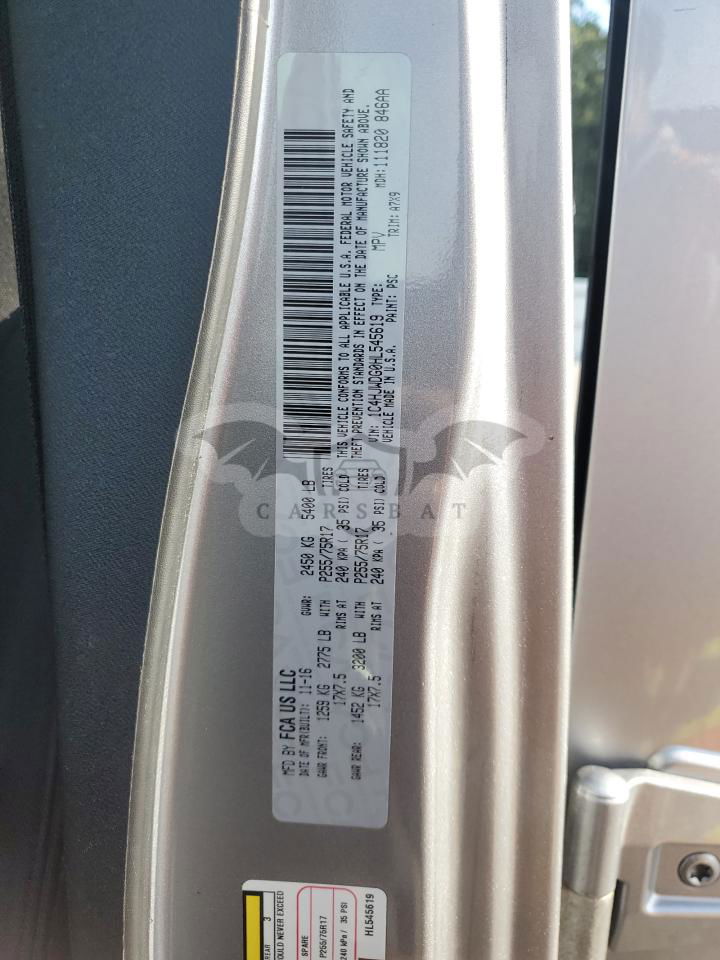 MFD BY FCA US LLC
DATE OF MFR(BUILT): 11-16 GVWR: 2450 KG 5400 LB
GAWR FRONT: 1259 KG 2775 LB WITH P255/75R17 TIRES
17X7.5 RIMS AT 240 KPA ( 35 PSI) COLD
GAWR REAR: 1452 KG 3200 LB WITH P255/75R17 TIRES
17X7.5 RIMS AT 240 KPA ( 35 PSI) COLD
THIS VEHICLE CONFORMS TO ALL APPLICABLE U.S.A. FEDERAL MOTOR VEHICLE SAFETY AND
THEFT PREVENTION STANDARDS IN EFFECT ON THE DATE OF MANUFACTURE SHOWN ABOVE.
VIN: 1C4HJWDG0HL545619 TYPE: MPV MDH:111820 846AA
VEHICLE MADE IN U.S.A. PAINT: PSC TRIM: A7X9
CARSBAT
REAR 3
OULD NEVER EXCEED
SPARE
P255/75R17
240 kPa / 35 PSI
HL545619